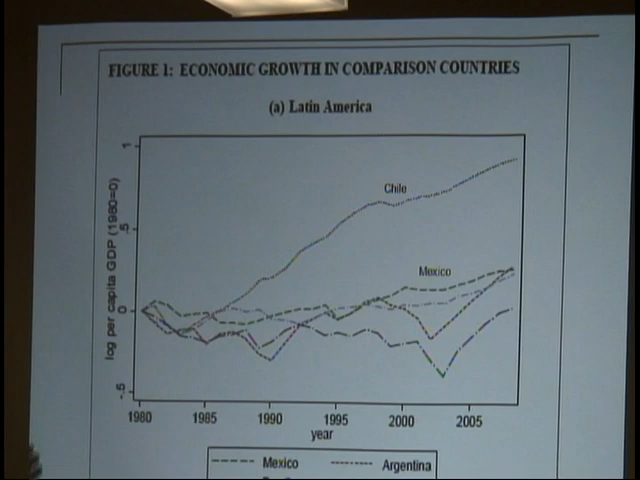 FIGURE 1: ECONOMIC GROWTH IN COMPARISON COUNTRIES
(a) Latin America
log per capita GDP (1980=0)
1
.5
0
-.5
Chile
Mexico
1980 1985 1990 1995 2000 2005
year
Mexico Argentina